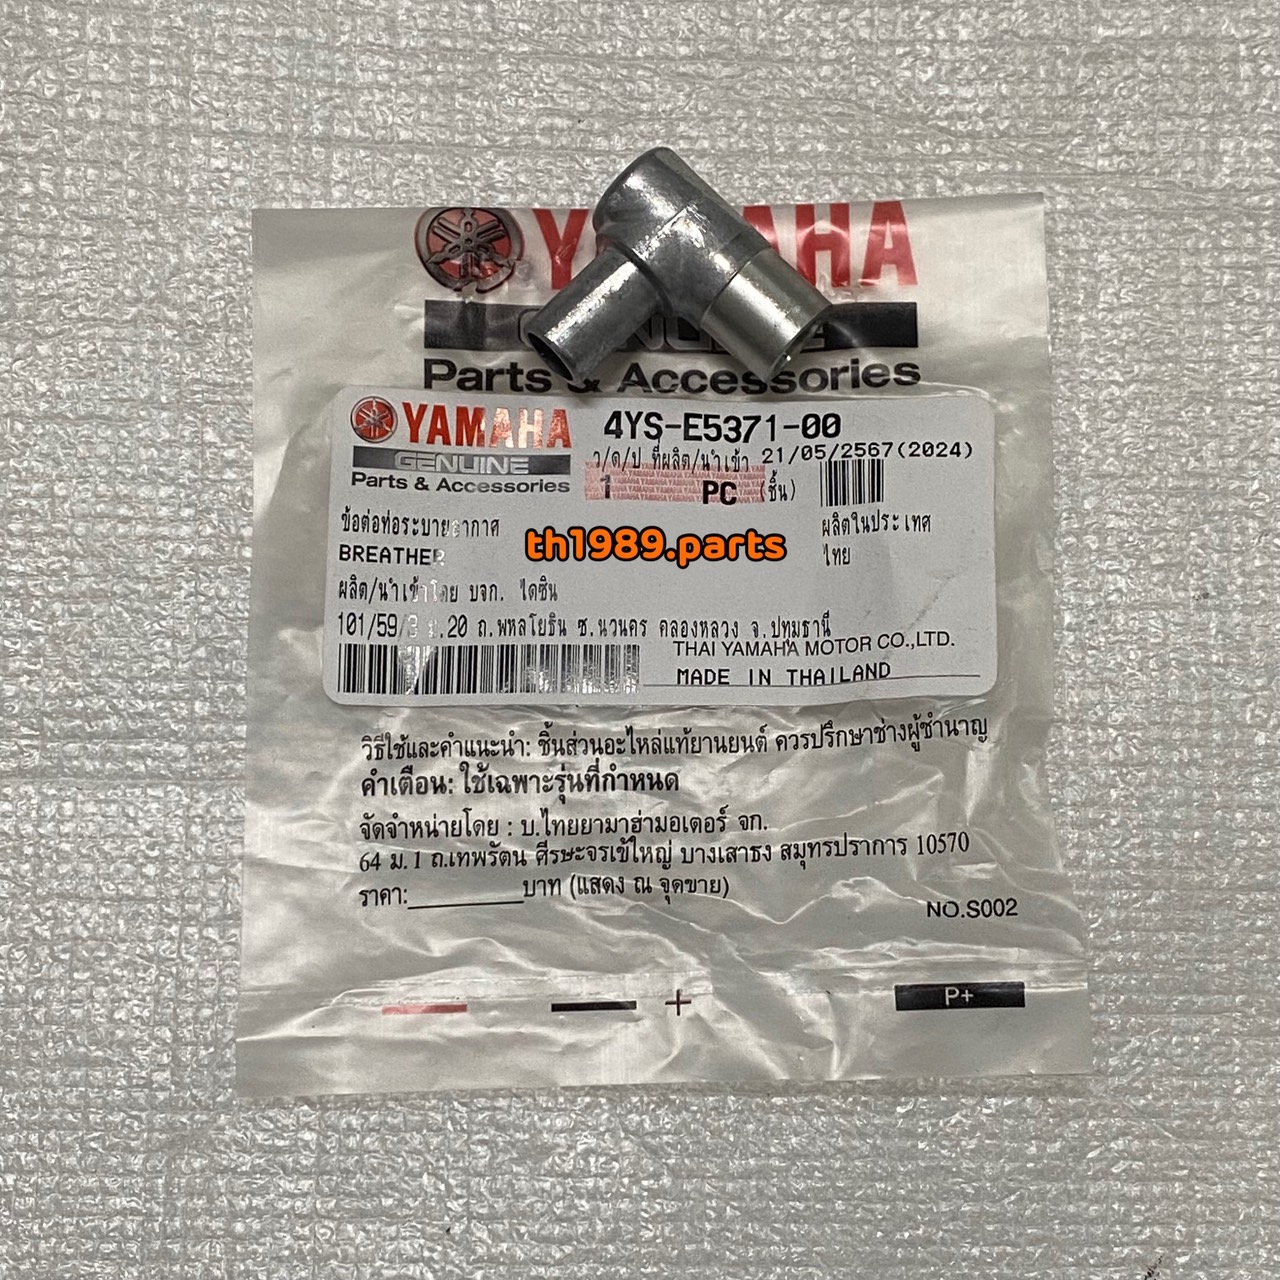 YAMAHA
GENUINE
Parts & Accessories
YAMAHA
GENUINE
Parts & Accessories
4YS-E5371-00
ว/ด/ป ที่ผลิต/นำเข้า 21/05/2567(2024)
1 PC (ชิ้น)
ข้อต่อท่อระบายอากาศ
BREATHER
ผลิตในประเทศ
ไทย
th1989.parts
ผลิต/นำเข้าโดย บจก. ไดซิน
101/59/3 ม.20 ถ.พหลโยธิน ซ.นวนคร คลองหลวง จ.ปทุมธานี
THAI YAMAHA MOTOR CO.,LTD.
MADE IN THAILAND
วิธีใช้และคำแนะนำ: ชิ้นส่วนอะไหล่แท้ยานยนต์ ควรปรึกษาช่างผู้ชำนาญ
คำเตือน: ใช้เฉพาะรุ่นที่กำหนด
จัดจำหน่ายโดย : บ.ไทยยามาฮ่ามอเตอร์ จก.
64 ม.1 ถ.เทพรัตน ศีรษะจรเข้ใหญ่ บางเสาธง สมุทรปราการ 10570
ราคา:________บาท (แสดง ณ จุดขาย)
NO.S002
P+